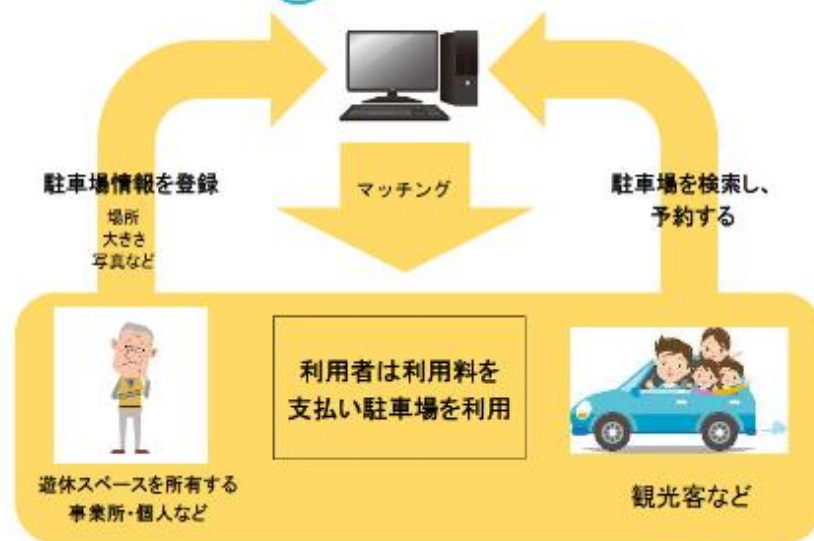 駐車場情報を登録
場所
大きさ
写真など
マッチング
駐車場を検索し、
予約する
利用者は利用料を
支払い駐車場を利用
遊休スペースを所有する
事業所・個人など
観光客など